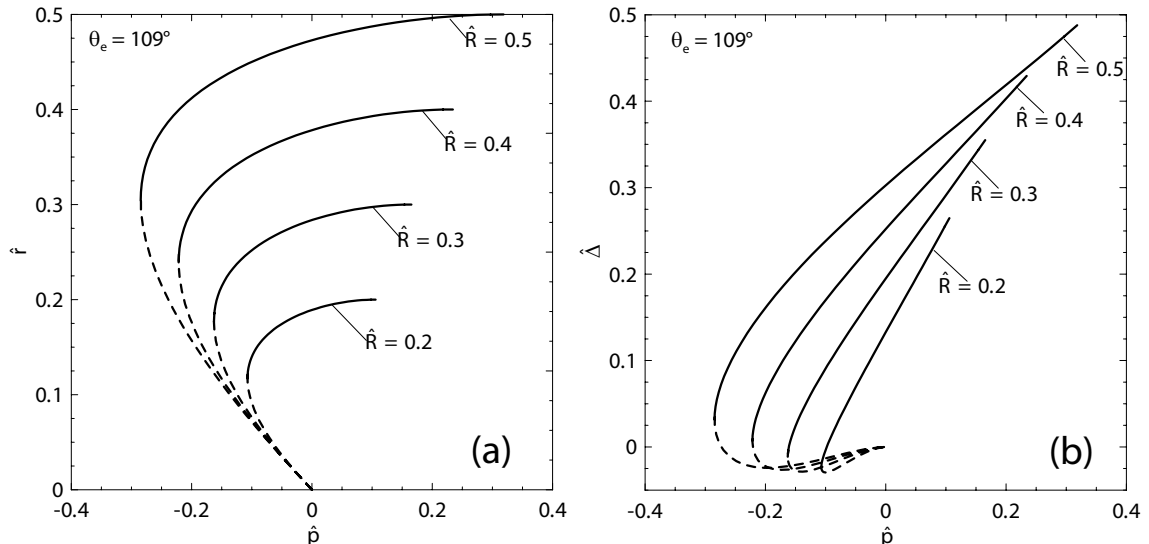 θe = 109°
0.5
0.4
0.3
0.2
0.1
0
r̂
R̂ = 0.5
R̂ = 0.4
R̂ = 0.3
R̂ = 0.2
(a)
-0.4
-0.2
0
0.2
0.4
p̂
θe = 109°
0.5
0.4
0.3
0.2
0.1
0
Δ̂
R̂ = 0.5
R̂ = 0.4
R̂ = 0.3
R̂ = 0.2
(b)
-0.4
-0.2
0
0.2
0.4
p̂